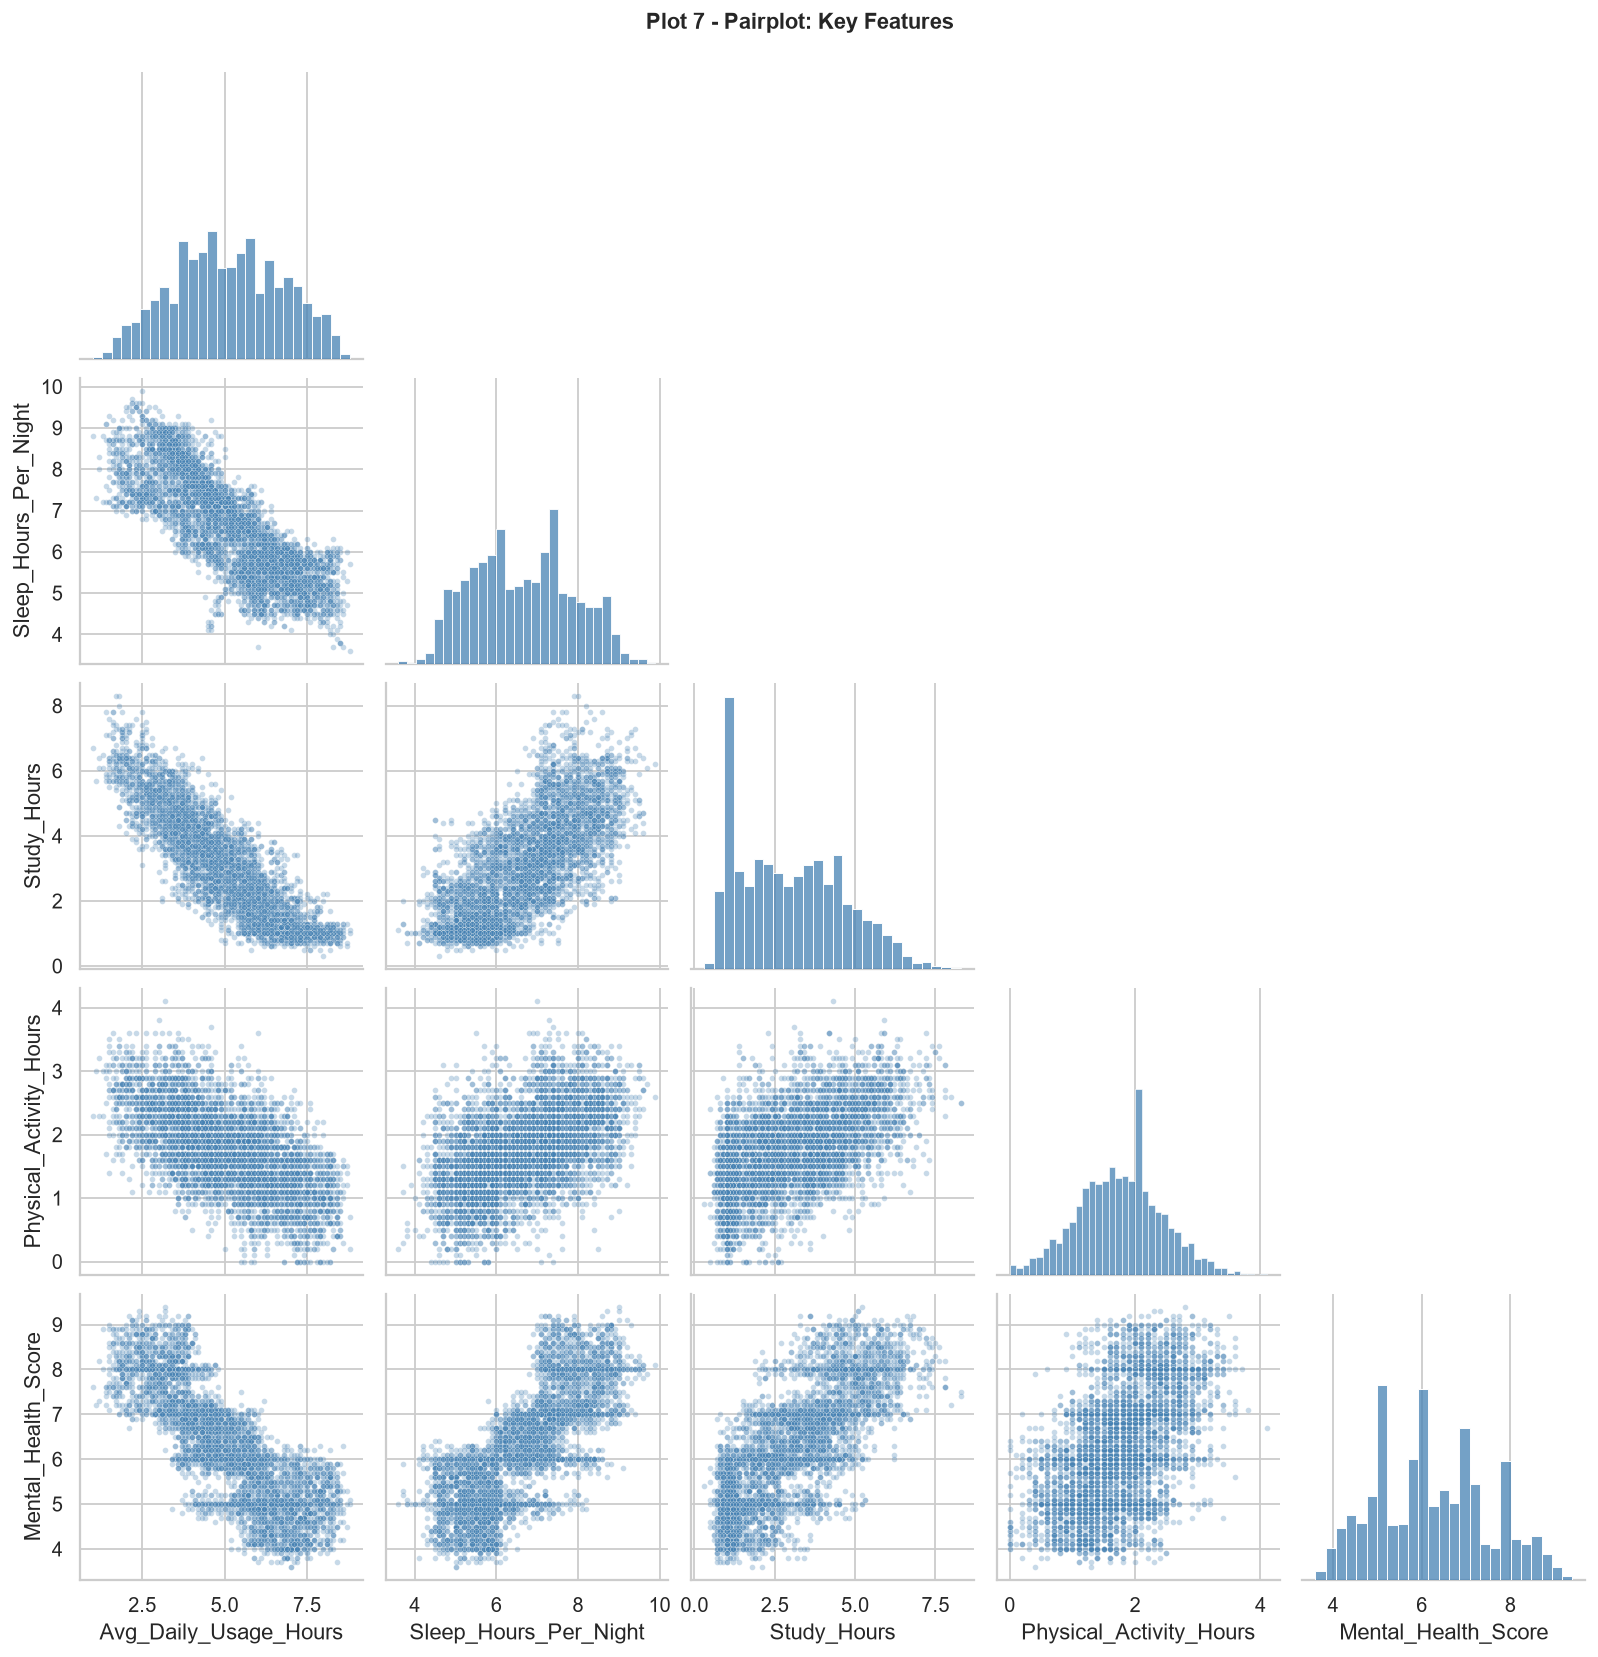 Plot 7 - Pairplot: Key Features
Sleep_Hours_Per_Night
10
9
8
7
6
5
4
Study_Hours
8
6
4
2
0
Physical_Activity_Hours
4
3
2
1
0
Mental_Health_Score
9
8
7
6
5
4
2.5 5.0 7.5
4 6 8 10
0.0 2.5 5.0 7.5
0 2 4
4 6 8
Avg_Daily_Usage_Hours
Sleep_Hours_Per_Night
Study_Hours
Physical_Activity_Hours
Mental_Health_Score